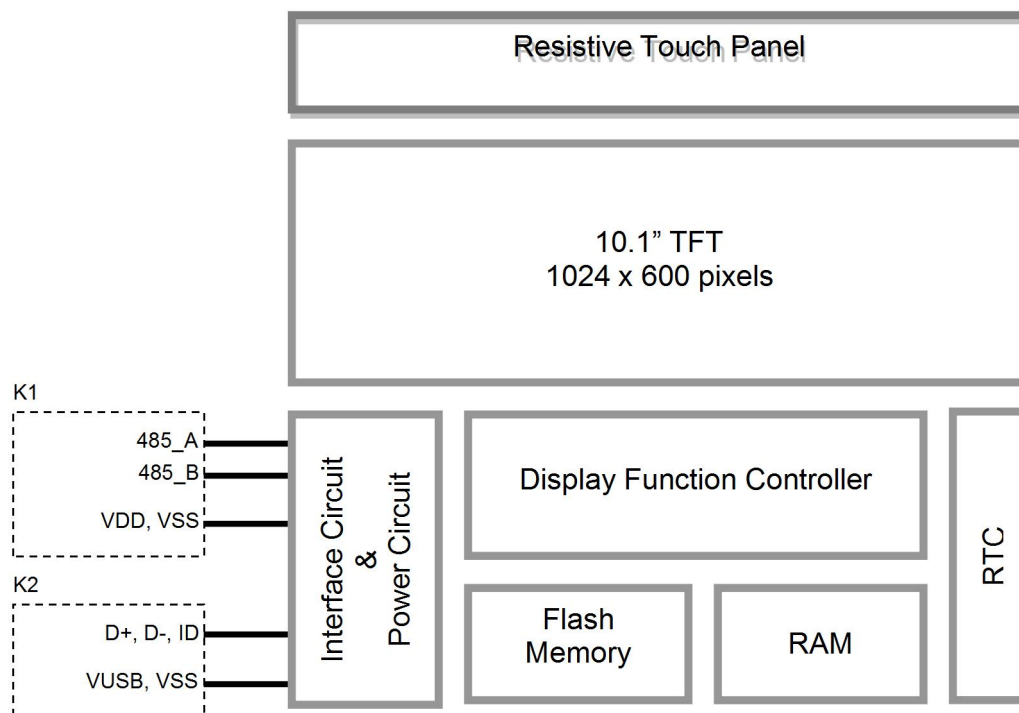 Resistive Touch Panel
10.1” TFT
1024 x 600 pixels
K1
485_A
485_B
VDD, VSS
K2
D+, D-, ID
VUSB, VSS
Interface Circuit
&
Power Circuit
Display Function Controller
Flash
Memory
RAM
RTC